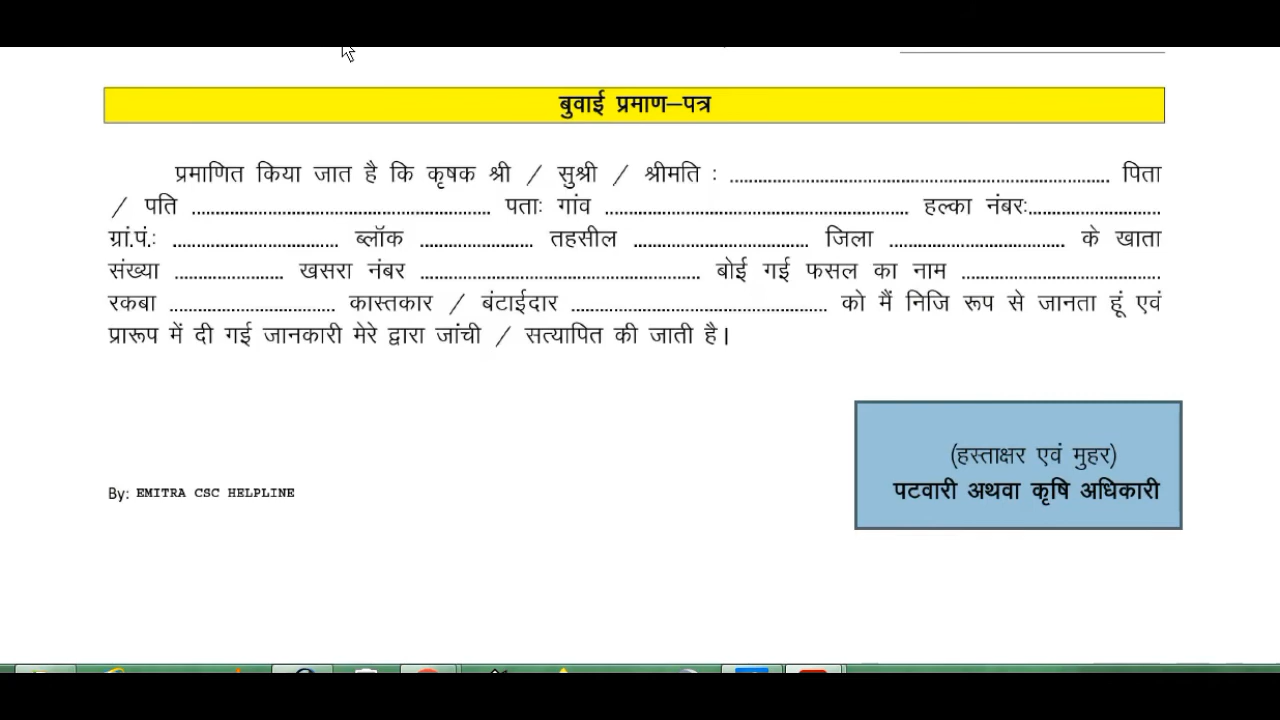 बुवाई प्रमाण–पत्र
प्रमाणित किया जात है कि कृषक श्री / सुश्री / श्रीमति : ................................................................................ पिता
/ पति .............................................................. पताः गांव ................................................................ हल्का नंबरः............................
ग्रां.पं.: ................................... ब्लॉक ........................ तहसील ..................................... जिला ..................................... के खाता
संख्या ....................... खसरा नंबर ........................................................... बोई गई फसल का नाम ..........................................
रकबा ................................... कास्तकार / बंटाईदार ...................................................... को मैं निजि रूप से जानता हूं एवं
प्रारूप में दी गई जानकारी मेरे द्वारा जांची / सत्यापित की जाती है।
(हस्ताक्षर एवं मुहर)
पटवारी अथवा कृषि अधिकारी
By: EMITRA CSC HELPLINE